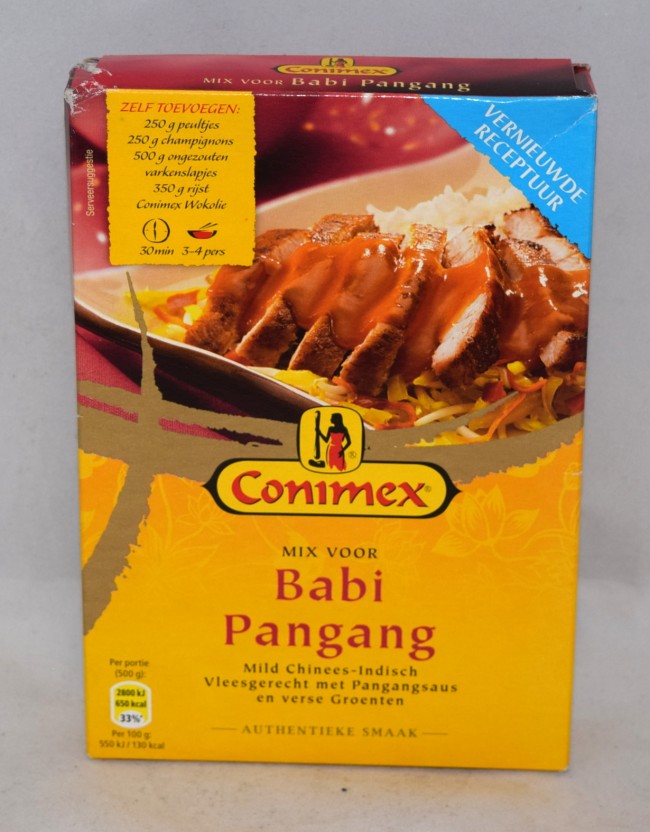 Conimex
MIX VOOR Babi Pangang
ZELF TOEVOEGEN:
250 g peultjes
250 g champignons
500 g ongezouten
varkenslapjes
350 g rijst
Conimex Wokolie
30 min 3-4 pers
Serveersuggestie
VERNIEUWDE
RECEPTUUR
Conimex®
MIX VOOR
Babi
Pangang
Mild Chinees-Indisch
Vleesgerecht met Pangangsaus
en verse Groenten
AUTHENTIEKE SMAAK
Per portie
(500 g):
2800 kJ
650 kcal
33%*
Per 100 g:
550 kJ / 130 kcal